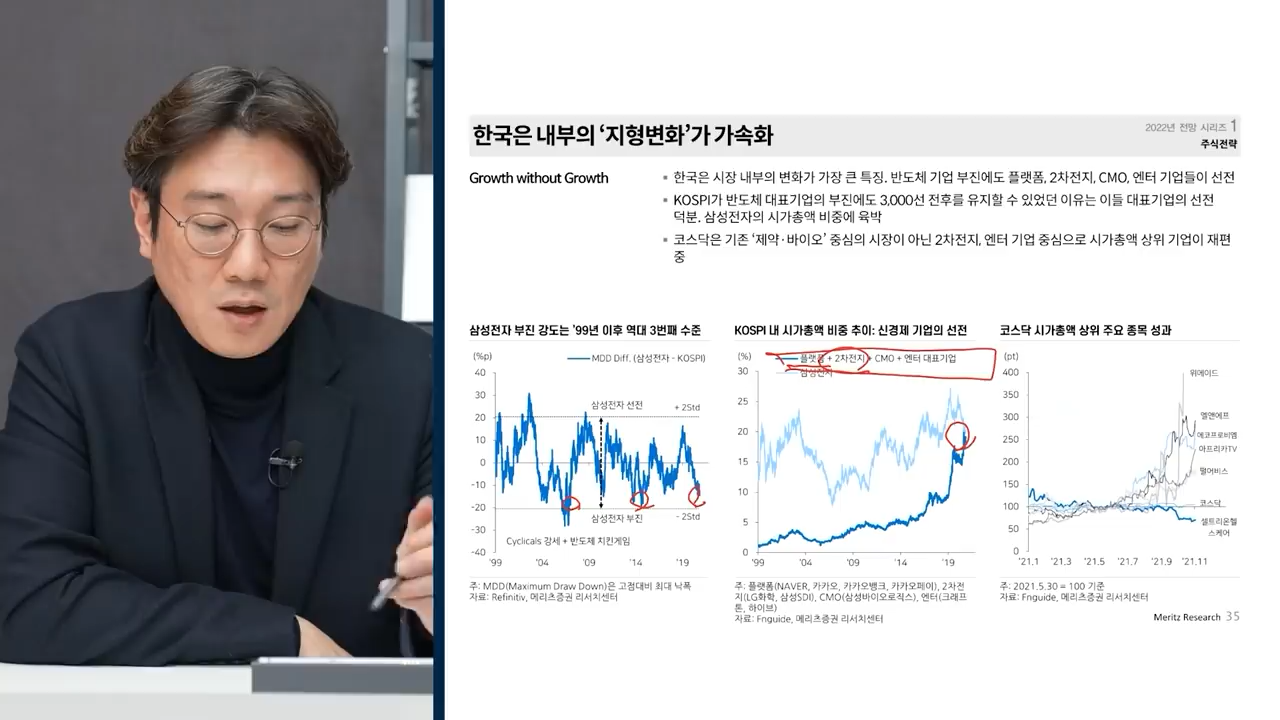 한국은 내부의 ‘지형변화’가 가속화
2022년 전망 시리즈 1
주식전략
Growth without Growth
▪ 한국은 시장 내부의 변화가 가장 큰 특징. 반도체 기업 부진에도 플랫폼, 2차전지, CMO, 엔터 기업들이 선전
▪ KOSPI가 반도체 대표기업의 부진에도 3,000선 전후를 유지할 수 있었던 이유는 이들 대표기업의 선전
덕분. 삼성전자의 시가총액 비중에 육박
▪ 코스닥은 기존 ‘제약·바이오’ 중심의 시장이 아닌 2차전지, 엔터 기업 중심으로 시가총액 상위 기업이 재편
중
삼성전자 부진 강도는 ’99년 이후 역대 3번째 수준
(%p)
MDD Diff. (삼성전자 - KOSPI)
40
30
20
10
0
-10
-20
-30
-40
삼성전자 선전
+ 2Std
삼성전자 부진
- 2Std
Cyclicals 강세 + 반도체 치킨게임
'99 '04 '09 '14 '19
주: MDD(Maximum Draw Down)은 고점대비 최대 낙폭
자료: Refinitiv, 메리츠증권 리서치센터
KOSPI 내 시가총액 비중 추이: 신경제 기업의 선전
(%)
플랫폼 + 2차전지 + CMO + 엔터 대표기업
삼성전자
30
25
20
15
10
5
0
'99 '04 '09 '14 '19
주: 플랫폼(NAVER, 카카오, 카카오뱅크, 카카오페이), 2차전
지(LG화학, 삼성SDI), CMO(삼성바이오로직스), 엔터(크래프
톤, 하이브)
자료: Fnguide, 메리츠증권 리서치센터
코스닥 시가총액 상위 주요 종목 성과
(pt)
400
350
300
250
200
150
100
50
0
위메이드
엘앤에프
에코프로비엠
아프리카TV
펄어비스
코스닥
셀트리온헬
스케어
'21.1 '21.3 '21.5 '21.7 '21.9 '21.11
주: 2021.5.30 = 100 기준
자료: Fnguide, 메리츠증권 리서치센터
Meritz Research 35